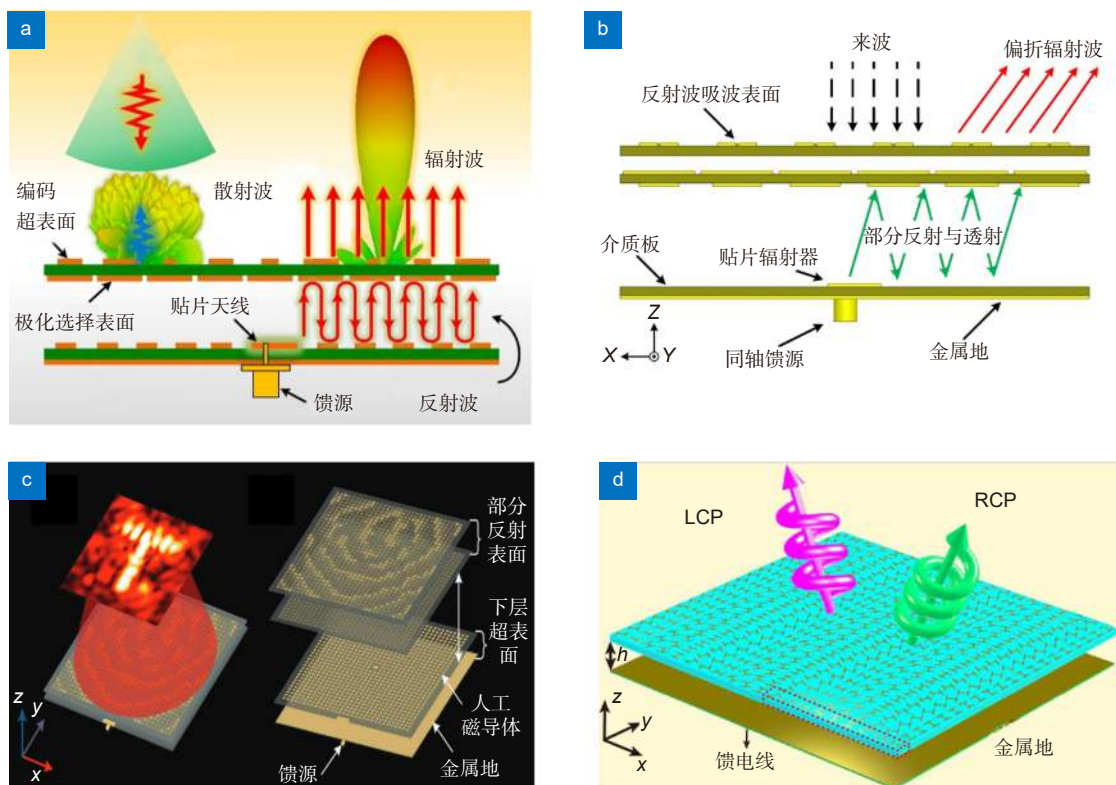 a
编码
超表面
散射波
辐射波
极化选择表面
贴片天线
馈源
反射波
b
来波
偏折辐射波
反射波吸波表面
介质板
贴片辐射器
部分反射与透射
Z
X
Y
同轴馈源
金属地
c
部分
反射
表面
下层
超表
面
人工
磁导体
z
y
x
馈源
金属地
d
LCP
RCP
h
z
y
x
馈电线
金属地